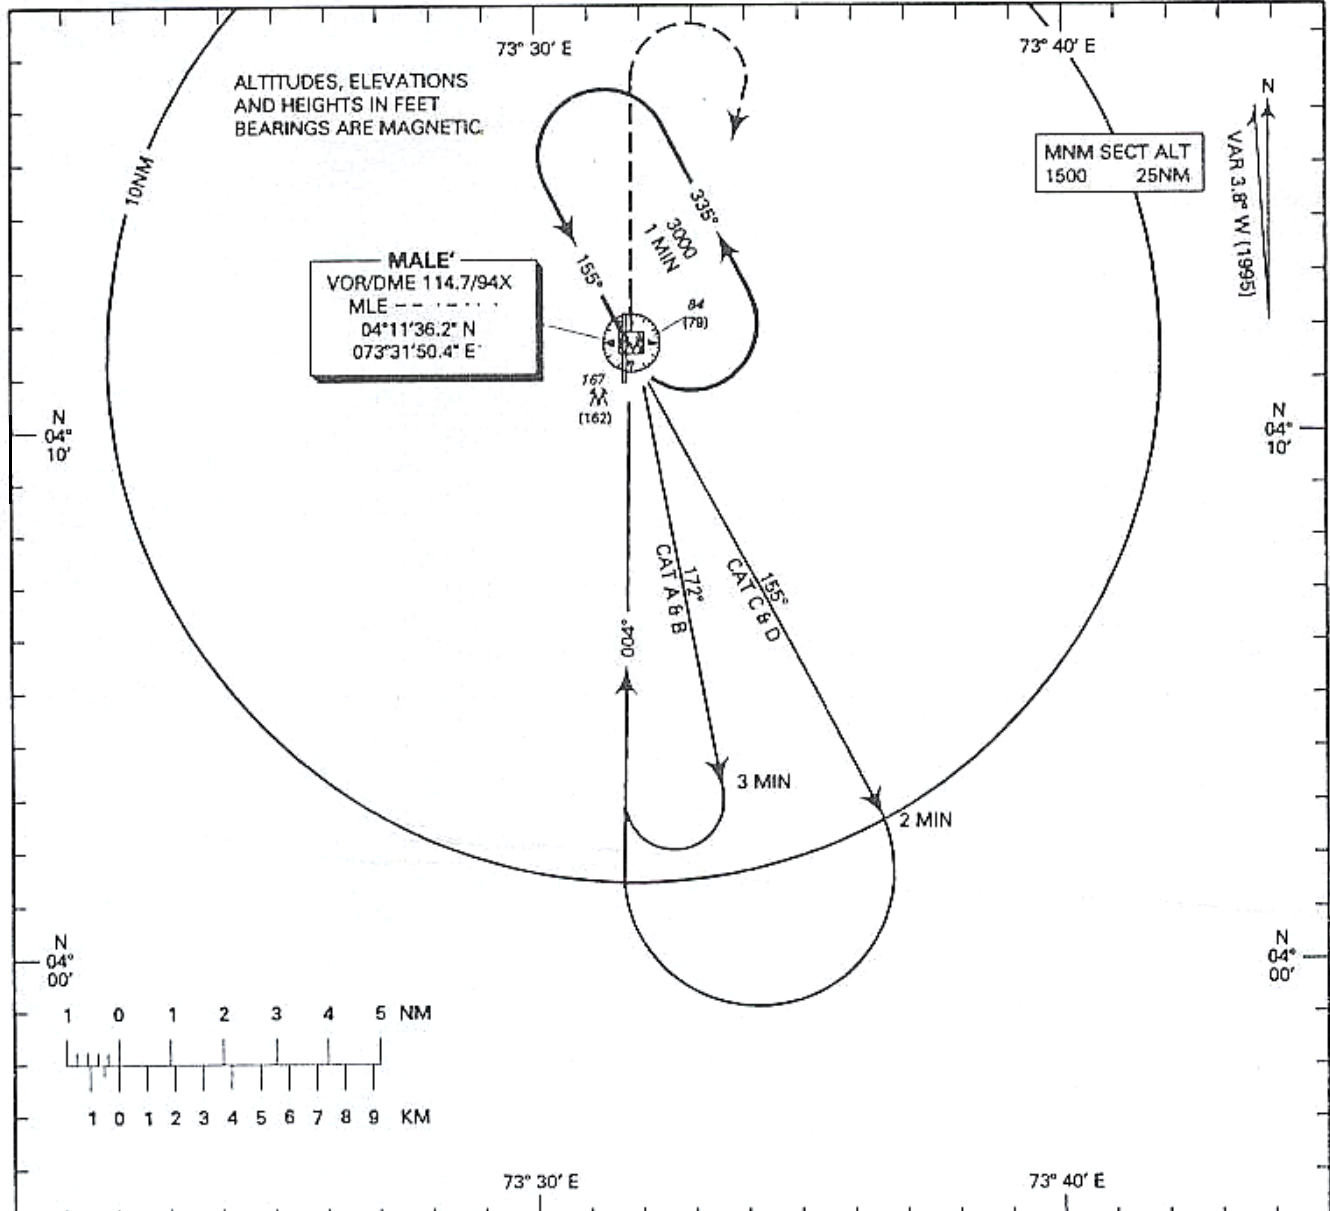 73° 30' E
73° 40' E
ALTITUDES, ELEVATIONS
AND HEIGHTS IN FEET
BEARINGS ARE MAGNETIC
N
VAR 3.8° W (1995)
MNM SECT ALT
1500 25NM
10NM
335°
3000
1 MIN
155°
MALE'
VOR/DME 114.7/94X
MLE -- ·-·· ·
04°11'36.2" N
073°31'50.4" E
84
(79)
167
(162)
N
04°
10'
N
04°
10'
172°
CAT A & B
155°
CAT C & D
004°
3 MIN
2 MIN
N
04°
00'
N
04°
00'
1 0 1 2 3 4 5 NM
1 0 1 2 3 4 5 6 7 8 9 KM
73° 30' E
73° 40' E